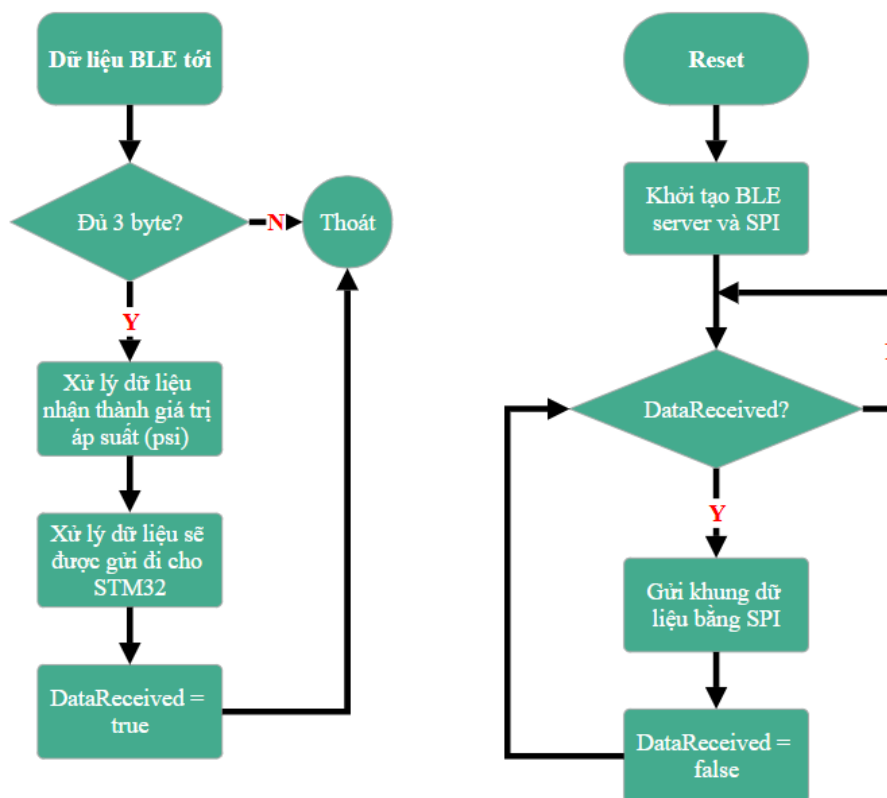 Dữ liệu BLE tới
Đủ 3 byte?
N
Thoát
Y
Xử lý dữ liệu
nhận thành giá trị
áp suất (psi)
Xử lý dữ liệu sẽ
được gửi đi cho
STM32
DataReceived =
true
Reset
Khởi tạo BLE
server và SPI
DataReceived?
Y
Gửi khung dữ
liệu bằng SPI
DataReceived =
false